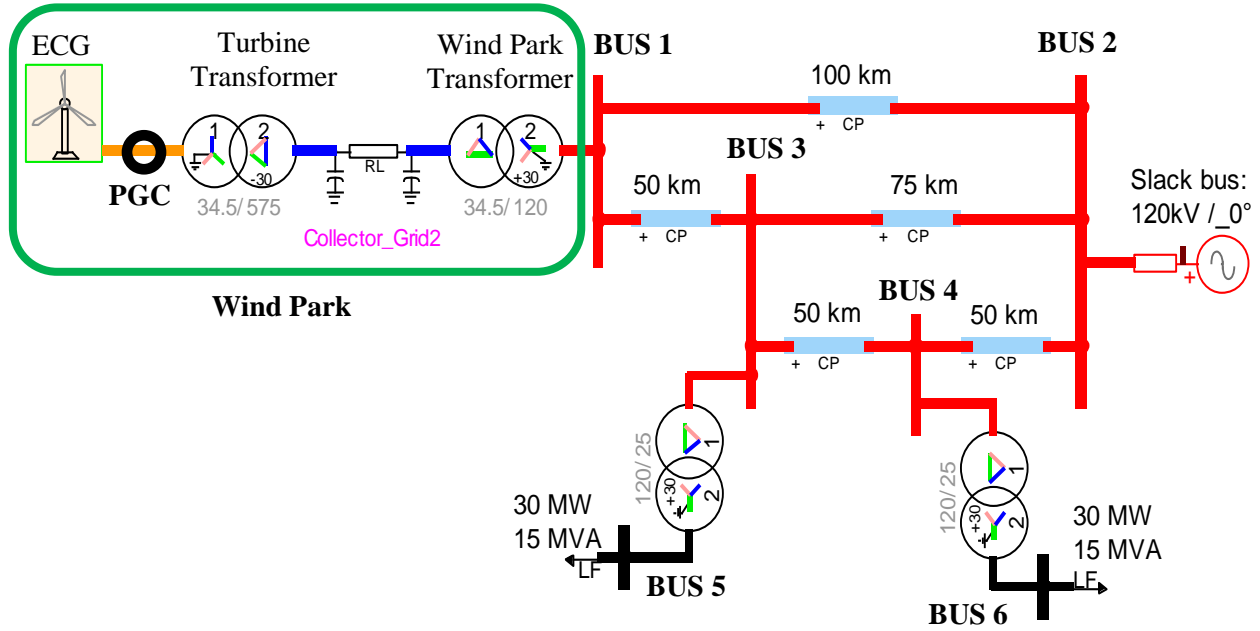 ECG
Turbine
Transformer
Wind Park
Transformer
BUS 1
BUS 2
100 km
+ CP
1
2
-30
34.5/575
PGC
RL
Collector_Grid2
1
2
+30
34.5/120
Wind Park
BUS 3
50 km
+ CP
75 km
+ CP
Slack bus:
120kV /_0°
+
BUS 4
50 km
+ CP
50 km
+ CP
120/25
1
2
+30
30 MW
15 MVA
LF
BUS 5
120/25
1
2
+30
30 MW
15 MVA
LF
BUS 6